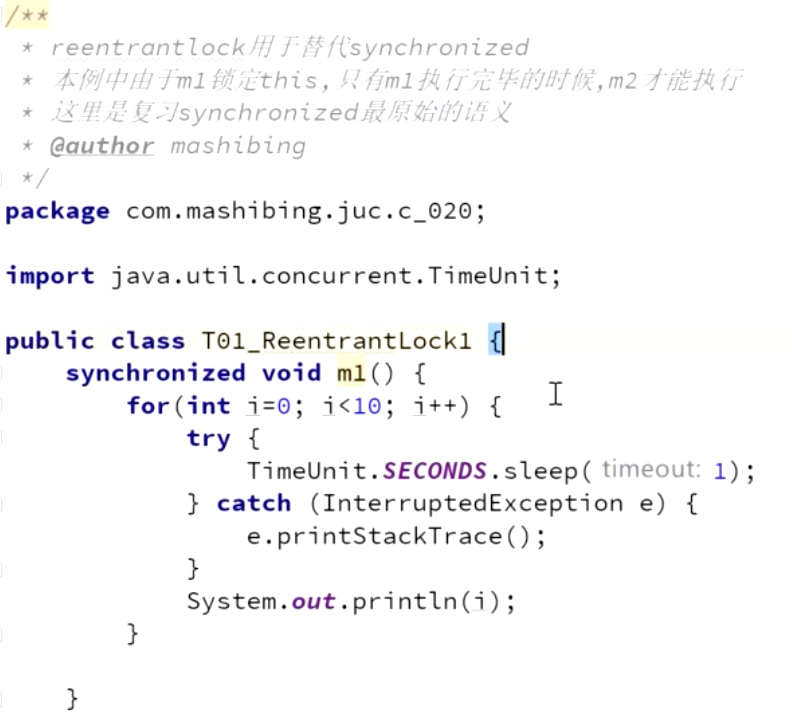 /**
 * reentrantlock用于替代synchronized
 * 本例中由于m1锁定this,只有m1执行完毕的时候,m2才能执行
 * 这里是复习synchronized最原始的语义
 * @author mashibing
 */
package com.mashibing.juc.c_020;

import java.util.concurrent.TimeUnit;

public class T01_ReentrantLock1 {
    synchronized void m1() {
        for(int i=0; i<10; i++) {
            try {
                TimeUnit.SECONDS.sleep( timeout: 1);
            } catch (InterruptedException e) {
                e.printStackTrace();
            }
            System.out.println(i);
        }

    }